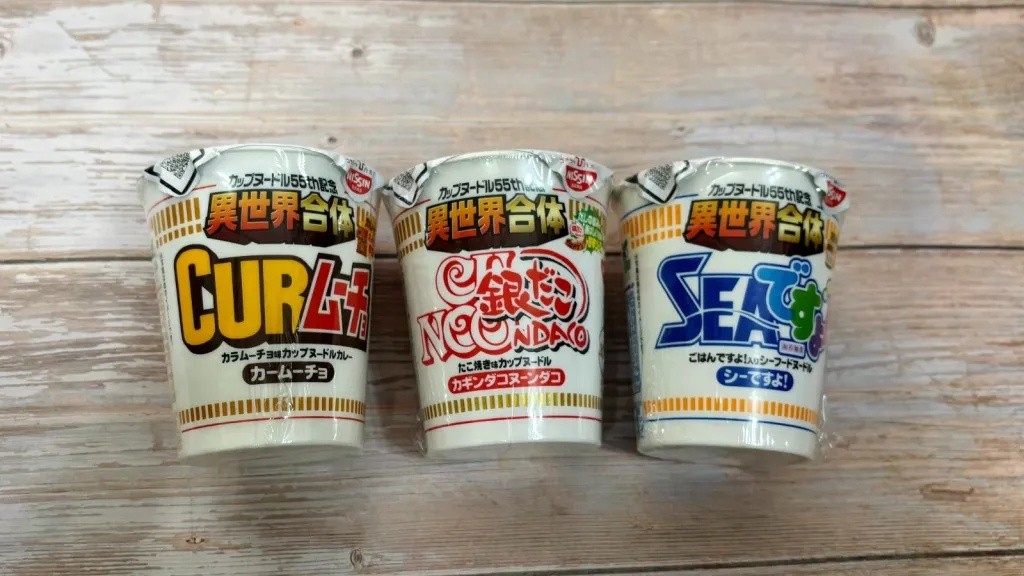 カップヌードル55th記念
NISSIN
異世界合体
CURムーチョ
カラムーチョ味カップヌードルカレー
カームーチョ
カップヌードル55th記念
NISSIN
異世界合体
CU銀だこ
NOONDACO
たこ焼き味カップヌードル
カギンダコヌーンダコ
カップヌードル55th記念
NISSIN
異世界合体
SEAですよ
ごはんですよ!入りシーフードヌードル
シーですよ!